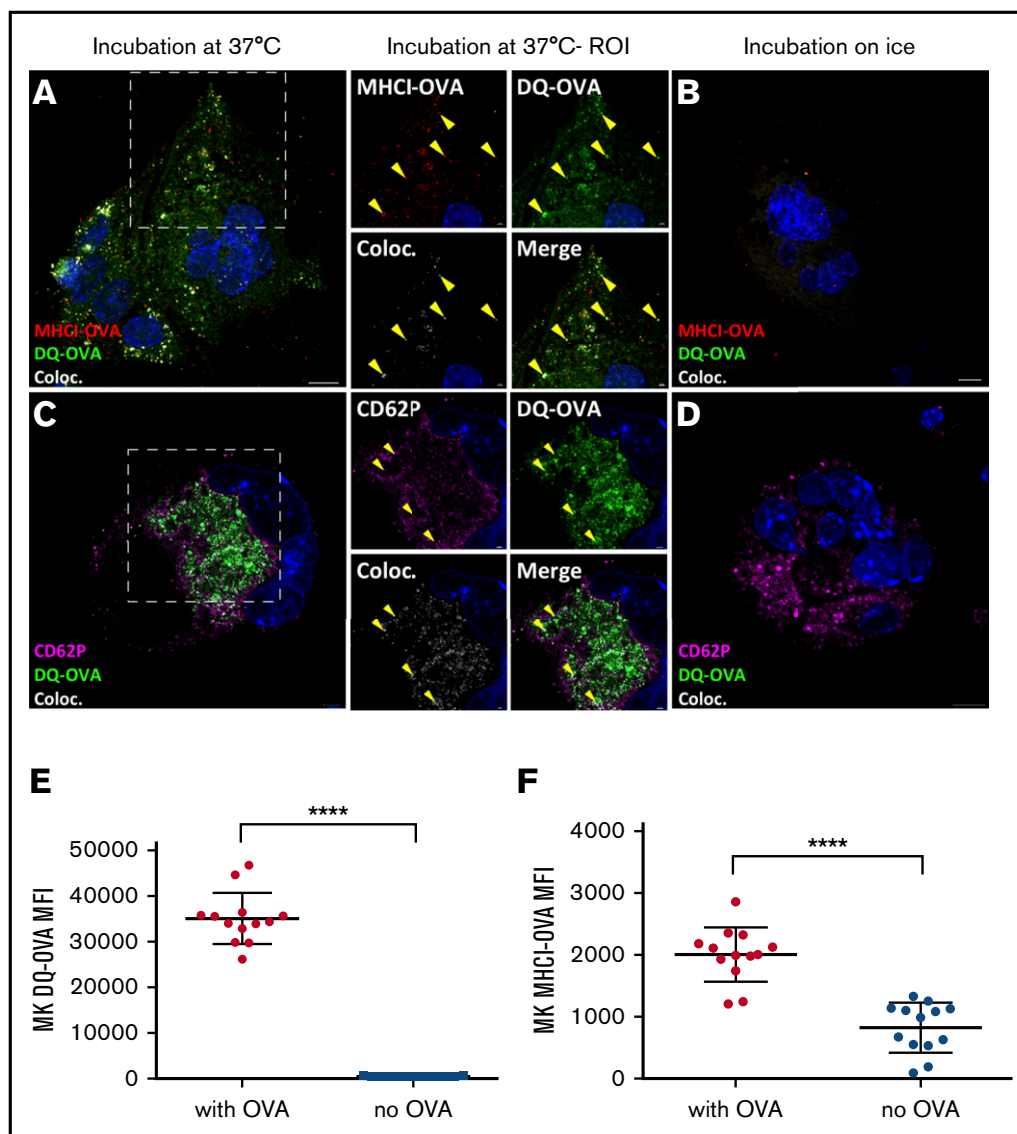 Incubation at 37°C
Incubation at 37°C- ROI
Incubation on ice
A
MHCI-OVA
DQ-OVA
Coloc.
MHCI-OVA
DQ-OVA
Coloc.
Merge
B
MHCI-OVA
DQ-OVA
Coloc.
C
CD62P
DQ-OVA
Coloc.
CD62P
DQ-OVA
Coloc.
Merge
D
CD62P
DQ-OVA
Coloc.
E
****
MK DQ-OVA MFI
50000
40000
30000
20000
10000
0
with OVA
no OVA
F
****
MK MHCI-OVA MFI
4000
3000
2000
1000
0
with OVA
no OVA